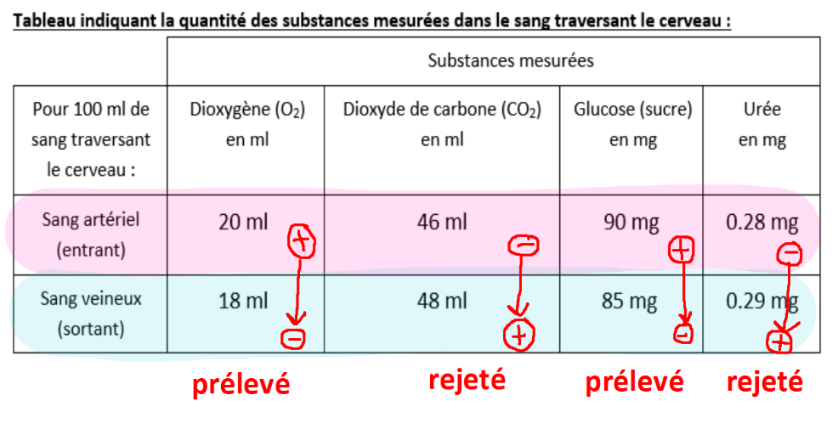 Tableau indiquant la quantité des substances mesurées dans le sang traversant le cerveau :
Substances mesurées
Pour 100 ml de
sang traversant
le cerveau :
Dioxygène (O₂)
en ml
Dioxyde de carbone (CO₂)
en ml
Glucose (sucre)
en mg
Urée
en mg
Sang artériel
(entrant)
20 ml
+
46 ml
-
90 mg
+
0.28 mg
-
Sang veineux
(sortant)
18 ml
-
48 ml
+
85 mg
-
0.29 mg
+
prélevé
rejeté
prélevé
rejeté